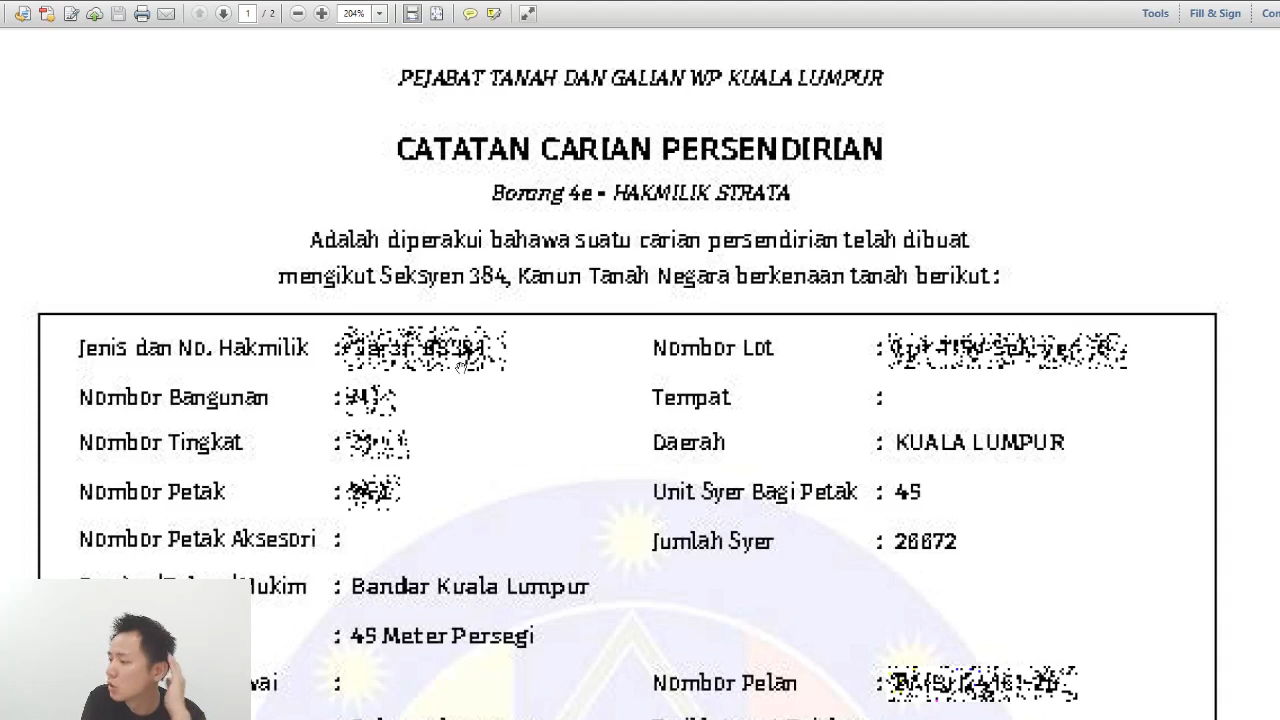 1 / 2 204% Tools Fill & Sign
PEJABAT TANAH DAN GALIAN WP KUALA LUMPUR
CATATAN CARIAN PERSENDIRIAN
Borang 4e - HAKMILIK STRATA
Adalah diperakui bahawa suatu carian persendirian telah dibuat
mengikut Seksyen 384, Kanun Tanah Negara berkenaan tanah berikut :
Jenis dan No. Hakmilik : Nombor Lot :
Nombor Bangunan : Tempat :
Nombor Tingkat : Daerah : KUALA LUMPUR
Nombor Petak : Unit Syer Bagi Petak : 45
Nombor Petak Aksesori : Jumlah Syer : 26672
: Bandar Kuala Lumpur
: 45 Meter Persegi
: Nombor Pelan :